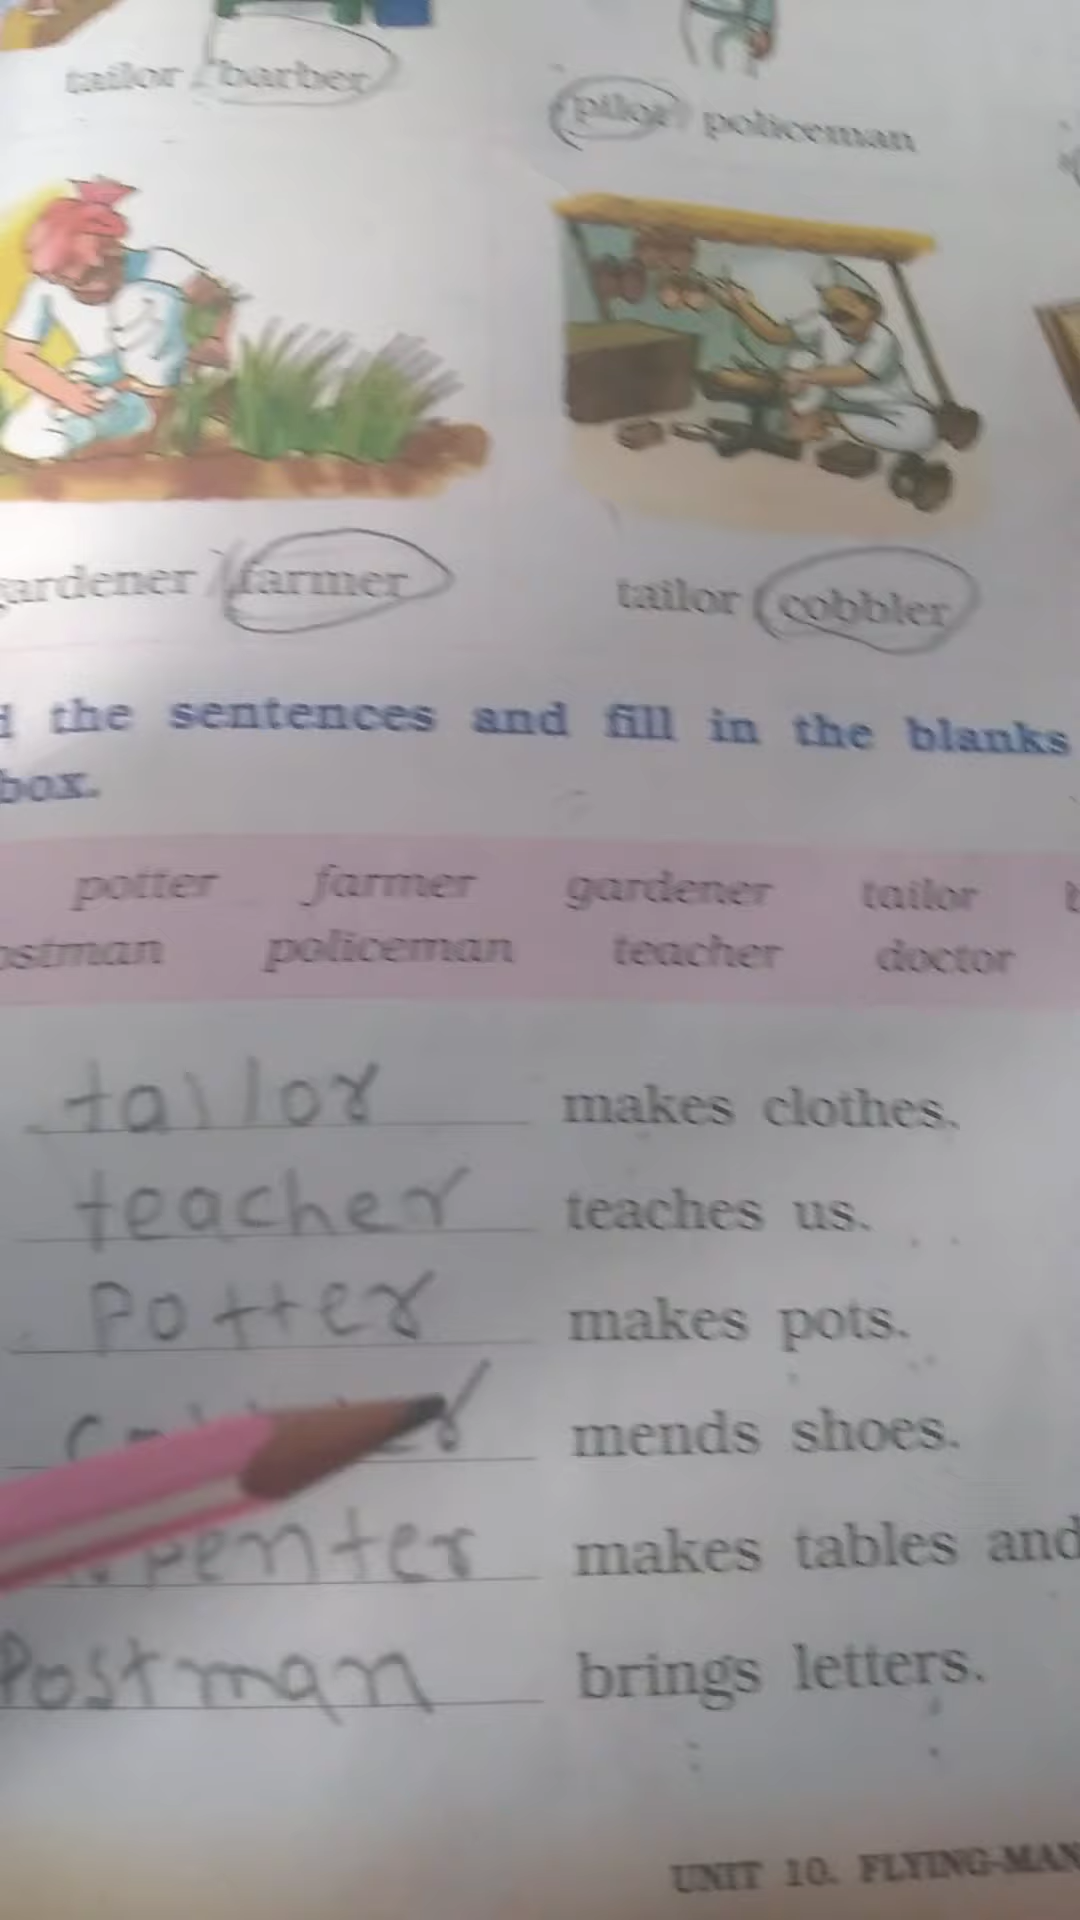 tailor / barber
pilot / policeman
gardener / farmer
tailor / cobbler
the sentences and fill in the blanks
box.
potter farmer gardener tailor
policeman teacher doctor
tailor makes clothes.
teacher teaches us.
Potter makes pots.
mends shoes.
penter makes tables and
Postman brings letters.
UNIT 10. FLYING-MAN